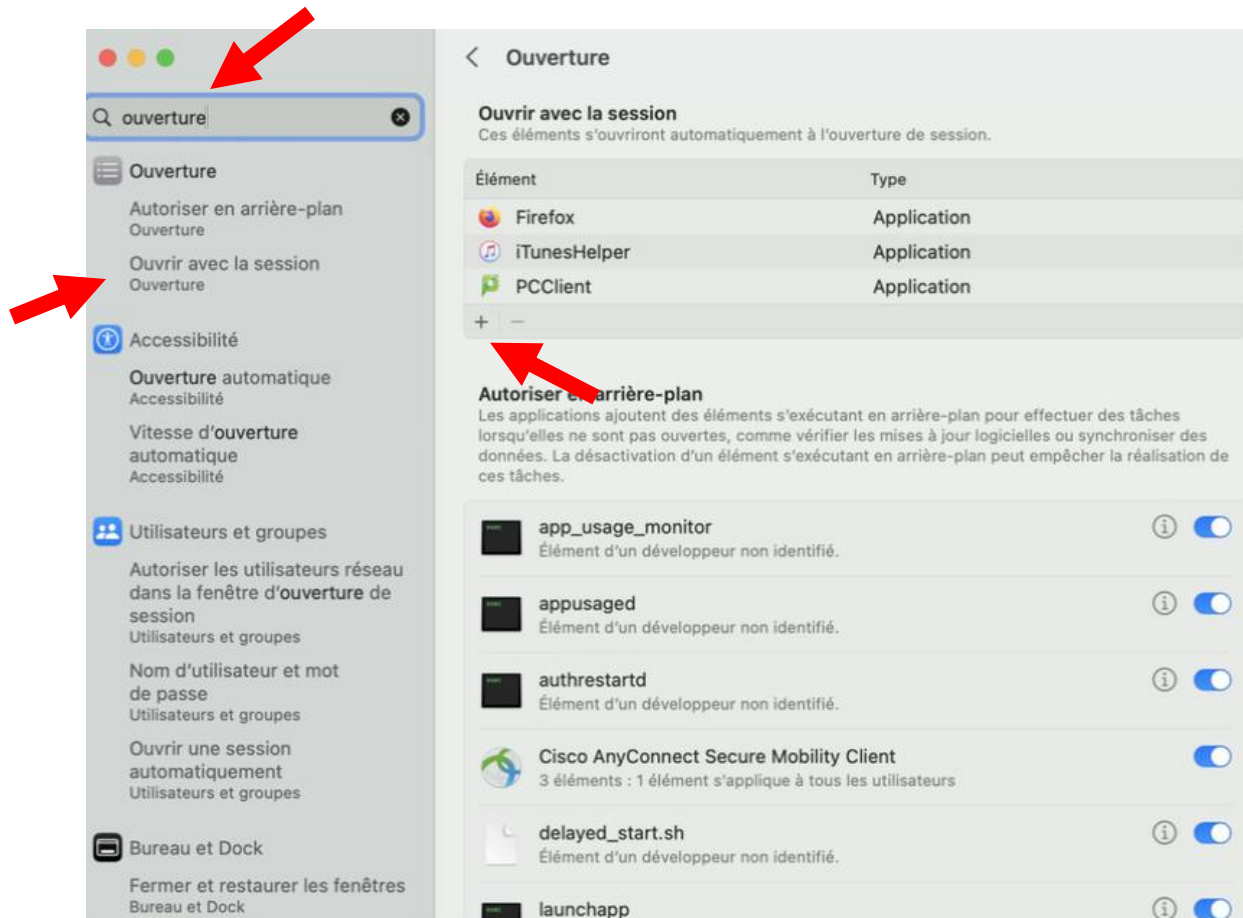 ouverture
Ouverture
Autoriser en arrière-plan
Ouverture
Ouvrir avec la session
Ouverture
Accessibilité
Ouverture automatique
Accessibilité
Vitesse d'ouverture
automatique
Accessibilité
Utilisateurs et groupes
Autoriser les utilisateurs réseau
dans la fenêtre d'ouverture de
session
Utilisateurs et groupes
Nom d'utilisateur et mot
de passe
Utilisateurs et groupes
Ouvrir une session
automatiquement
Utilisateurs et groupes
Bureau et Dock
Fermer et restaurer les fenêtres
Bureau et Dock
Ouverture
Ouvrir avec la session
Ces éléments s'ouvriront automatiquement à l'ouverture de session.
Élément Type
Firefox Application
iTunesHelper Application
PCClient Application
+ −
Autoriser en arrière-plan
Les applications ajoutent des éléments s'exécutant en arrière-plan pour effectuer des tâches
lorsqu'elles ne sont pas ouvertes, comme vérifier les mises à jour logicielles ou synchroniser des
données. La désactivation d'un élément s'exécutant en arrière-plan peut empêcher la réalisation de
ces tâches.
app_usage_monitor
Élément d'un développeur non identifié.
appusaged
Élément d'un développeur non identifié.
authrestartd
Élément d'un développeur non identifié.
Cisco AnyConnect Secure Mobility Client
3 éléments : 1 élément s'applique à tous les utilisateurs
delayed_start.sh
Élément d'un développeur non identifié.
launchapp